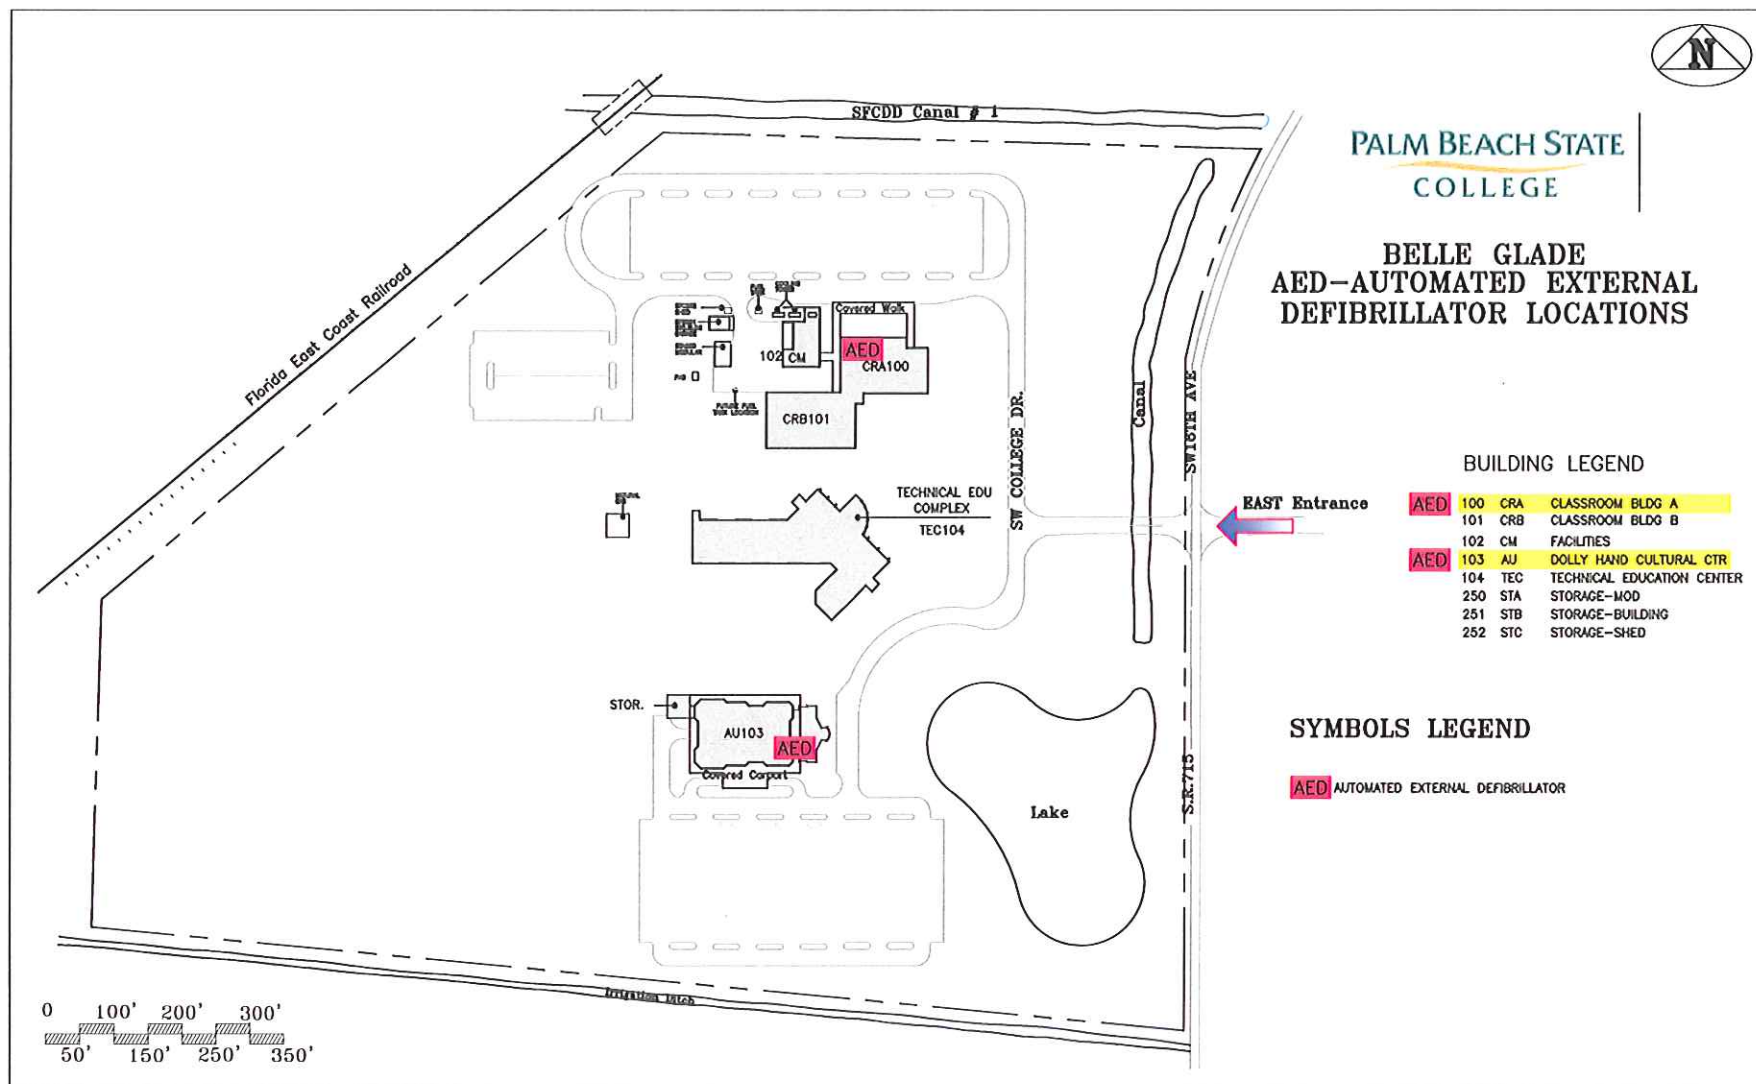 N
SFCDD Canal # 1
PALM BEACH STATE
COLLEGE
BELLE GLADE
AED-AUTOMATED EXTERNAL
DEFIBRILLATOR LOCATIONS
Florida East Coast Railroad
Covered Walk
102 CM
AED
CRA100
CRB101
FUTURE FUEL
TANK LOCATION
SW COLLEGE DR.
Canal
SW16TH AVE
TECHNICAL EDU
COMPLEX
TEC104
EAST Entrance
BUILDING LEGEND
AED 100 CRA CLASSROOM BLDG A
101 CRB CLASSROOM BLDG B
102 CM FACILITIES
AED 103 AU DOLLY HAND CULTURAL CTR
104 TEC TECHNICAL EDUCATION CENTER
250 STA STORAGE-MOD
251 STB STORAGE-BUILDING
252 STC STORAGE-SHED
STOR.
AU103
AED
Covered Carport
Lake
S.R.715
SYMBOLS LEGEND
AED AUTOMATED EXTERNAL DEFIBRILLATOR
Irrigation Ditch
0 100' 200' 300'
50' 150' 250' 350'